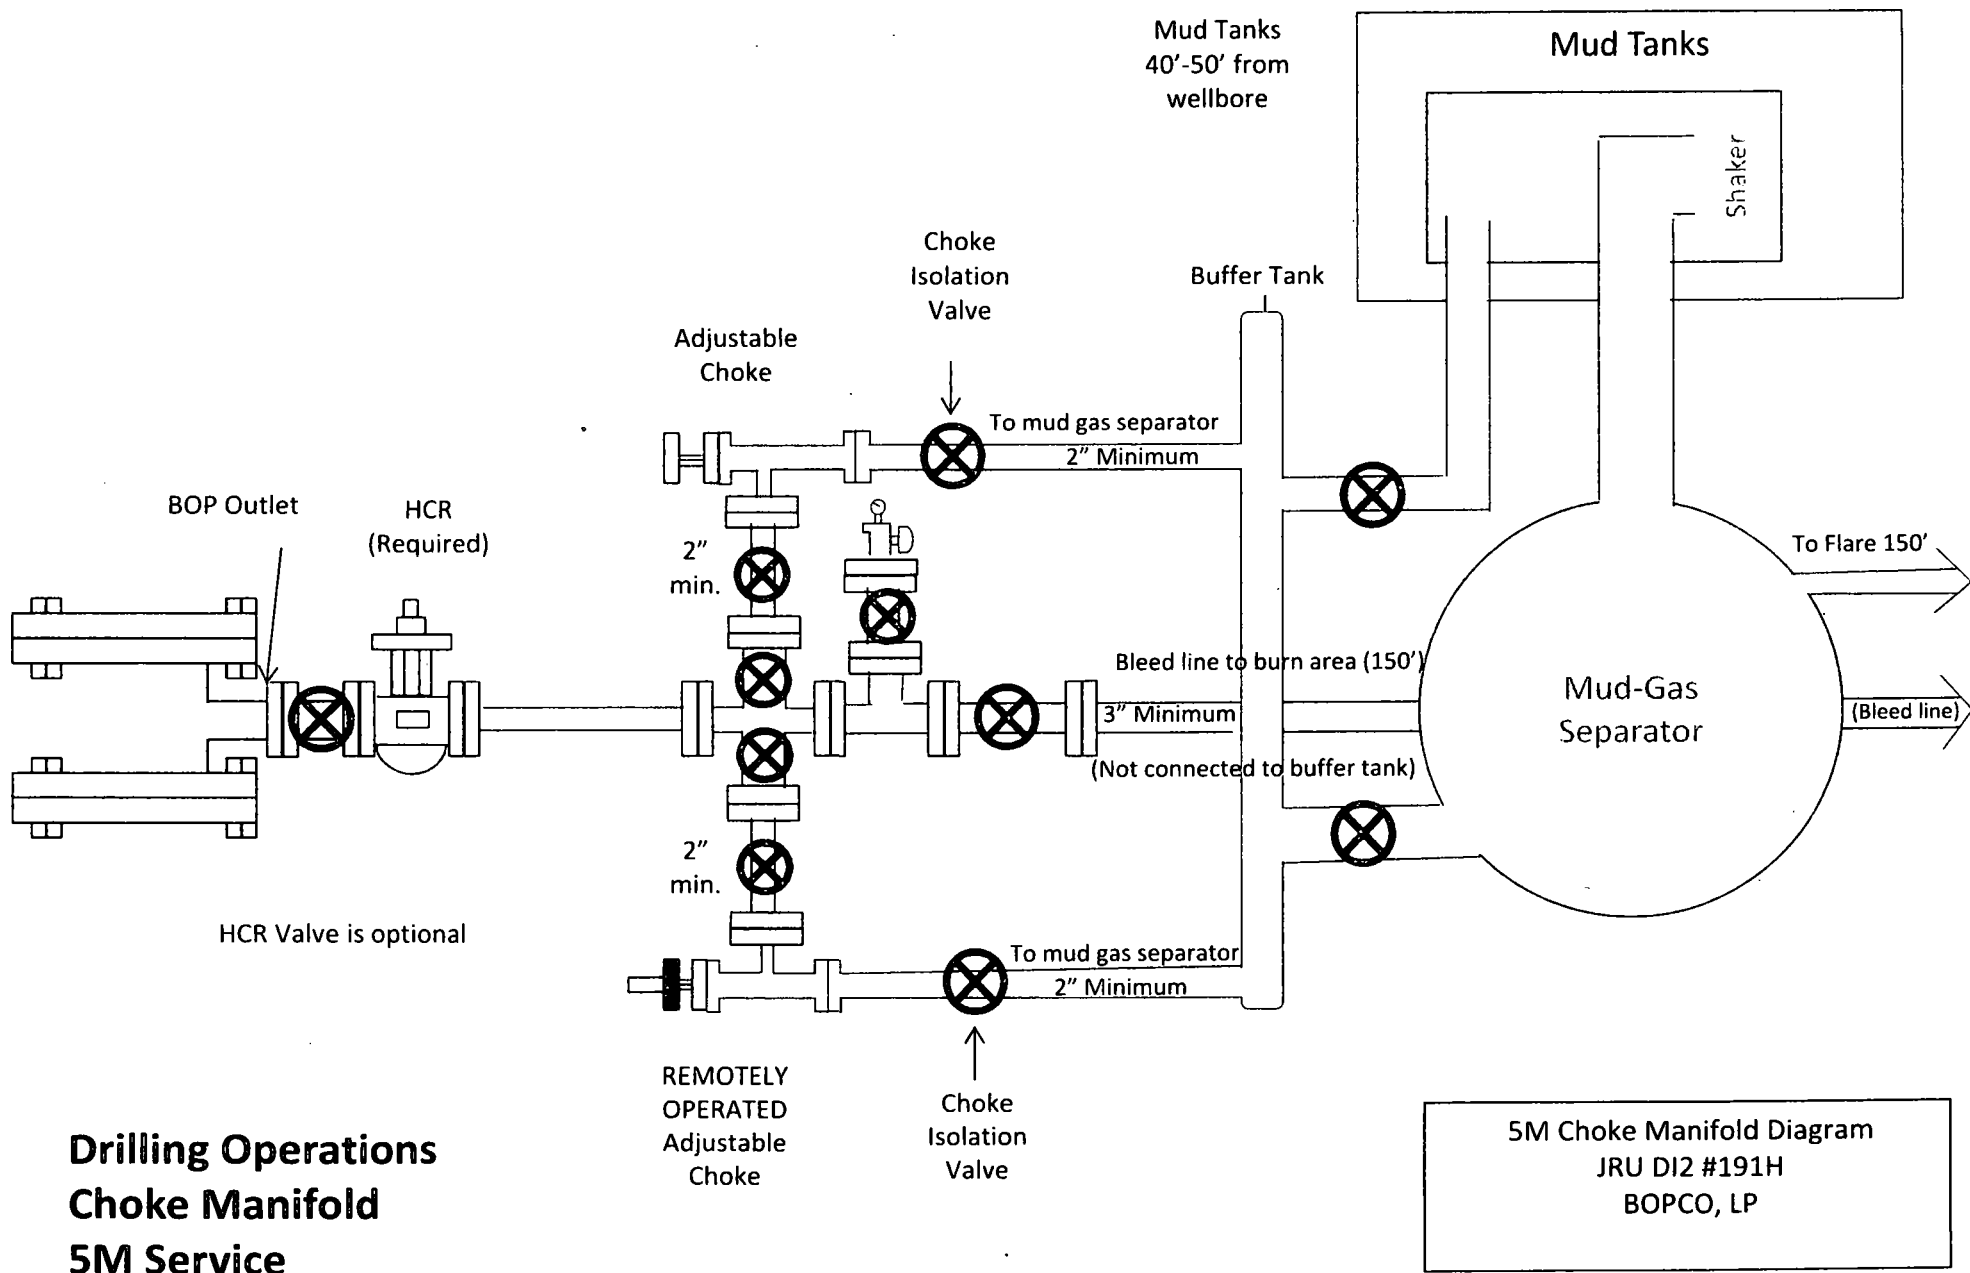 Mud Tanks
40'-50' from
wellbore
Mud Tanks
Shaker
Choke
Isolation
Valve
Buffer Tank
Adjustable
Choke
To mud gas separator
2" Minimum
BOP Outlet
HCR
(Required)
2"
min.
To Flare 150'
Bleed line to burn area (150')
3" Minimum
(Not connected to buffer tank)
Mud-Gas
Separator
(Bleed line)
2"
min.
HCR Valve is optional
To mud gas separator
2" Minimum
REMOTELY
OPERATED
Adjustable
Choke
Choke
Isolation
Valve
Drilling Operations
Choke Manifold
5M Service
5M Choke Manifold Diagram
JRU DI2 #191H
BOPCO, LP